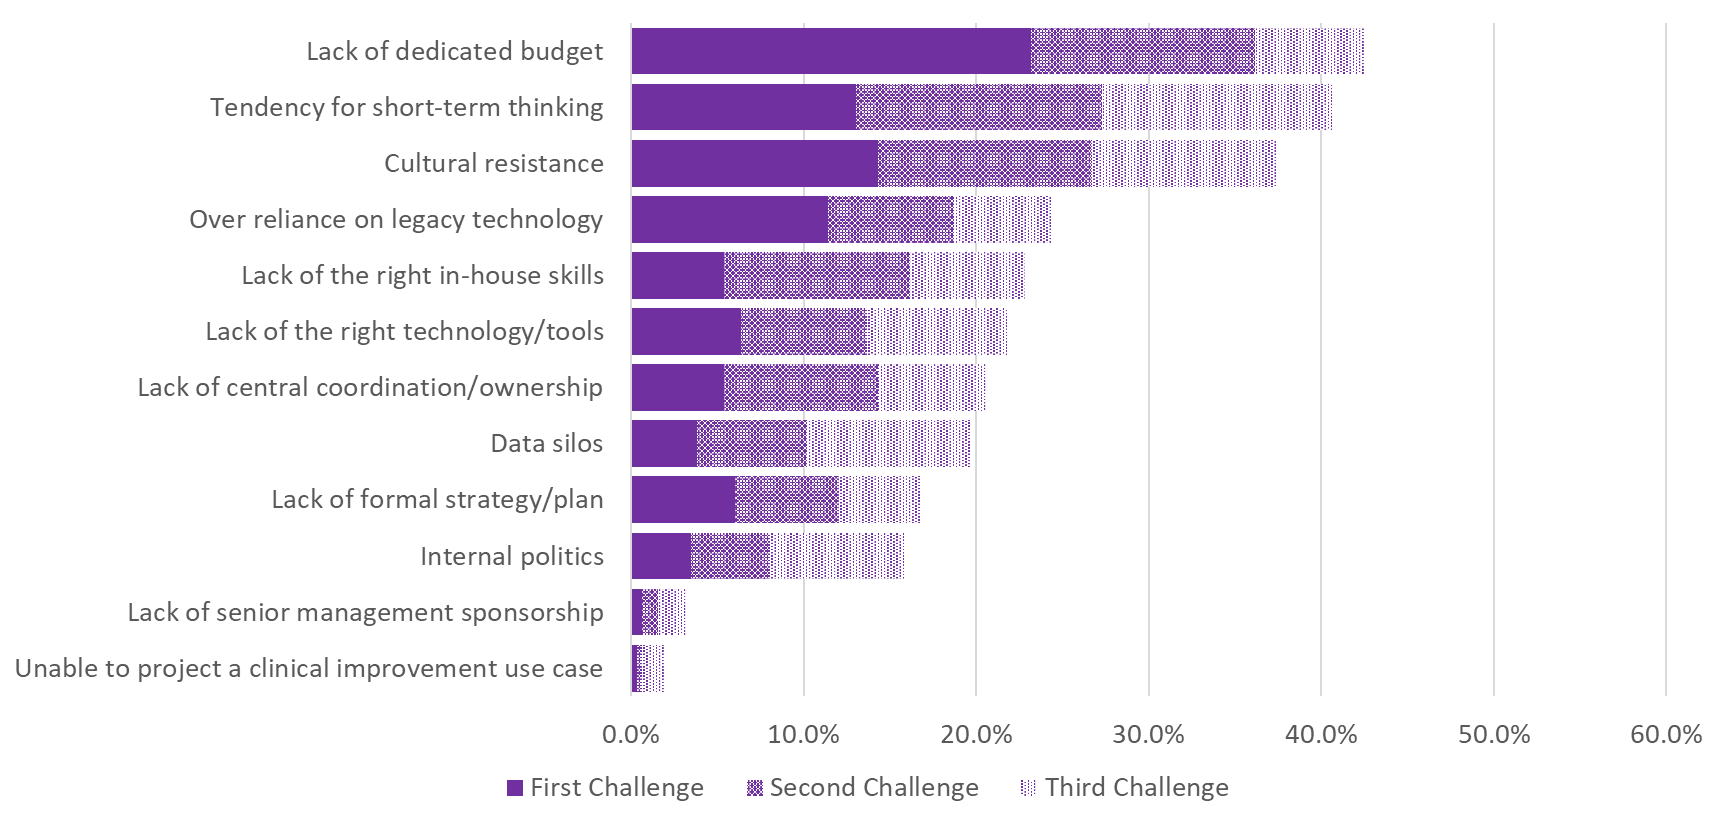 Lack of dedicated budget
Tendency for short-term thinking
Cultural resistance
Over reliance on legacy technology
Lack of the right in-house skills
Lack of the right technology/tools
Lack of central coordination/ownership
Data silos
Lack of formal strategy/plan
Internal politics
Lack of senior management sponsorship
Unable to project a clinical improvement use case
0.0% 10.0% 20.0% 30.0% 40.0% 50.0% 60.0%
First Challenge Second Challenge Third Challenge